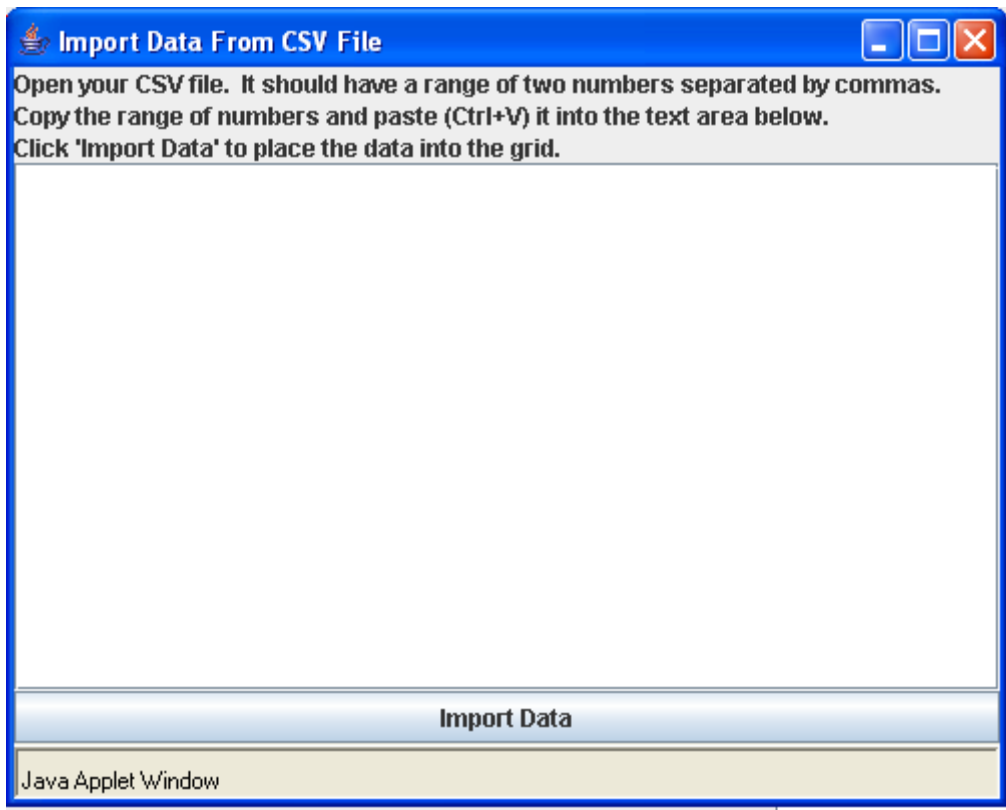 Import Data From CSV File
Open your CSV file.  It should have a range of two numbers separated by commas.
Copy the range of numbers and paste (Ctrl+V) it into the text area below.
Click 'Import Data' to place the data into the grid.
Import Data
Java Applet Window